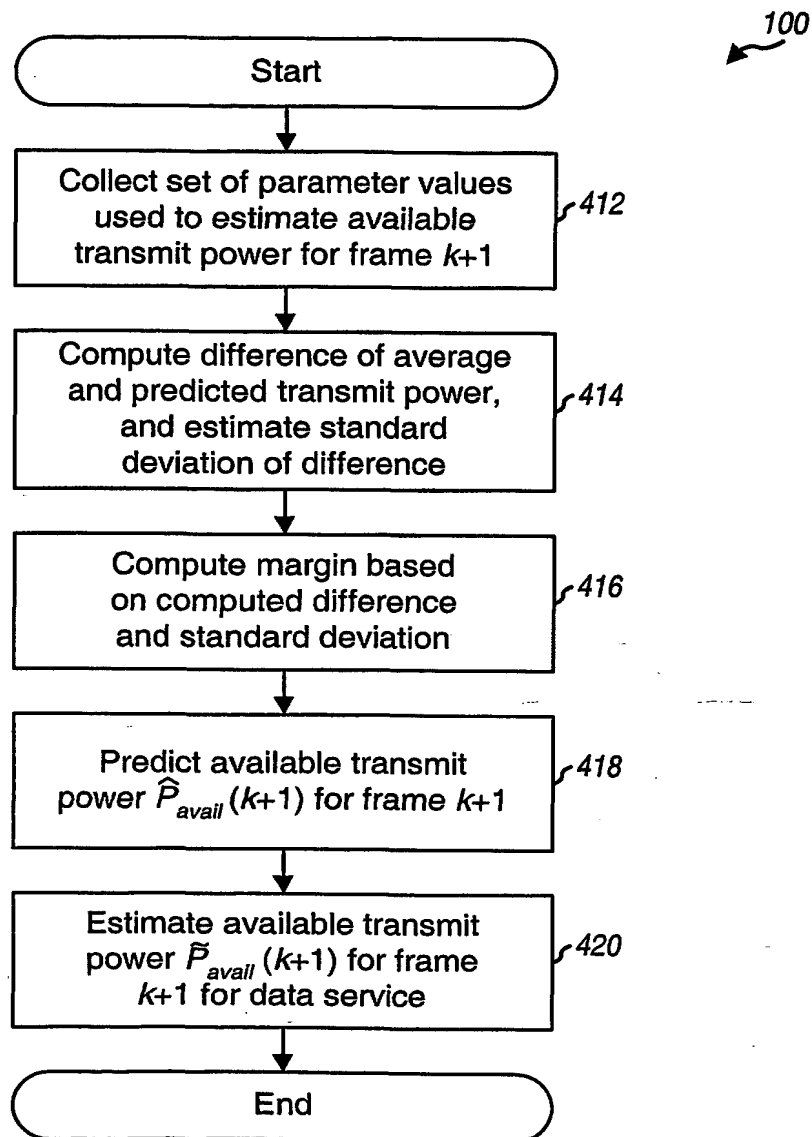 100
Start
Collect set of parameter values
used to estimate available
transmit power for frame k+1
412
Compute difference of average
and predicted transmit power,
and estimate standard
deviation of difference
414
Compute margin based
on computed difference
and standard deviation
416
Predict available transmit
power P̂avail (k+1) for frame k+1
418
Estimate available transmit
power P̃avail (k+1) for frame
k+1 for data service
420
End